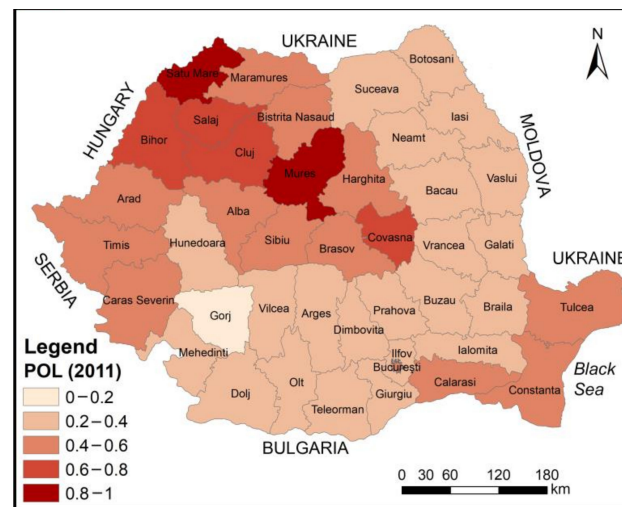 UKRAINE
N
Botosani
Satu Mare
Maramures
Suceava
HUNGARY
Iasi
Salaj
Bistrita Nasaud
MOLDOVA
Bihor
Neamt
Cluj
Mures
Harghita
Vaslui
Bacau
Arad
Alba
Covasna
Timis
Hunedoara
Sibiu
Brasov
Vrancea
Galati
SERBIA
UKRAINE
Caras Severin
Gorj
Vilcea
Arges
Prahova
Buzau
Braila
Tulcea
Dimbovita
Legend
POL (2011)
Mehedinti
Ilfov
Bucureşti
Ialomita
Black
Sea
Dolj
Olt
Calarasi
Constanta
Teleorman
Giurgiu
BULGARIA
0–0.2
0.2–0.4
0.4–0.6
0.6–0.8
0.8–1
0 30 60 120 180
km